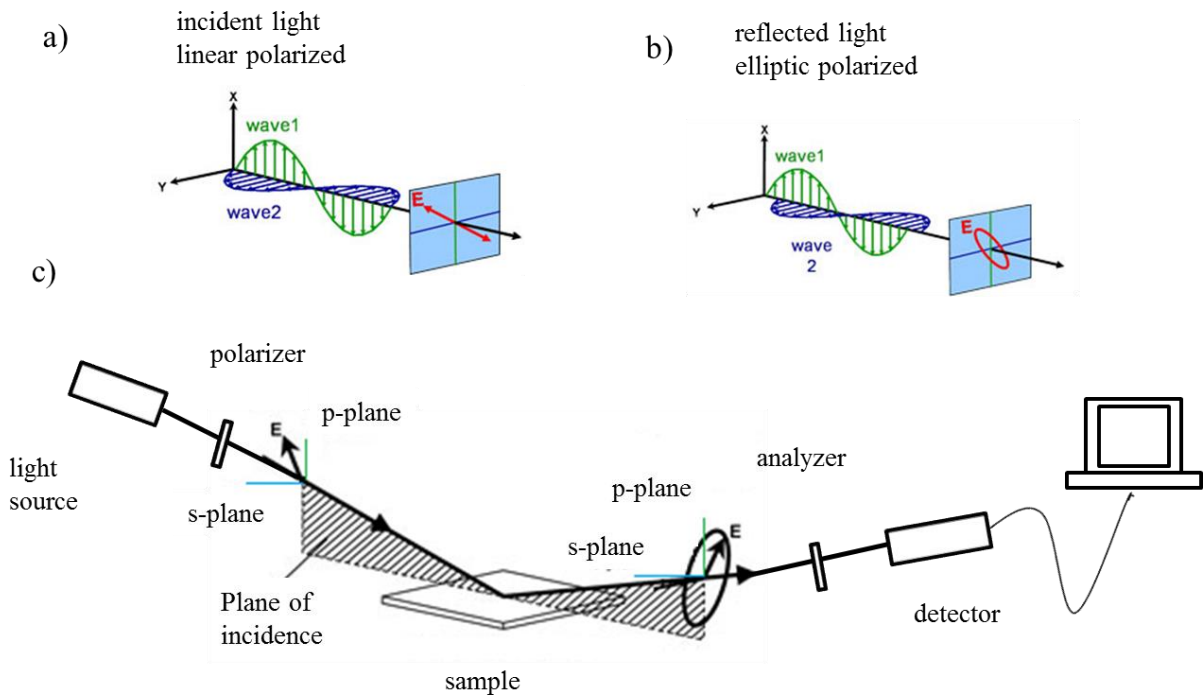 a)
incident light
linear polarized
X
wave1
Y
wave2
E
b)
reflected light
elliptic polarized
X
wave1
Y
wave
2
E
c)
polarizer
p-plane
E
light
source
s-plane
Plane of
incidence
sample
analyzer
p-plane
s-plane
E
detector